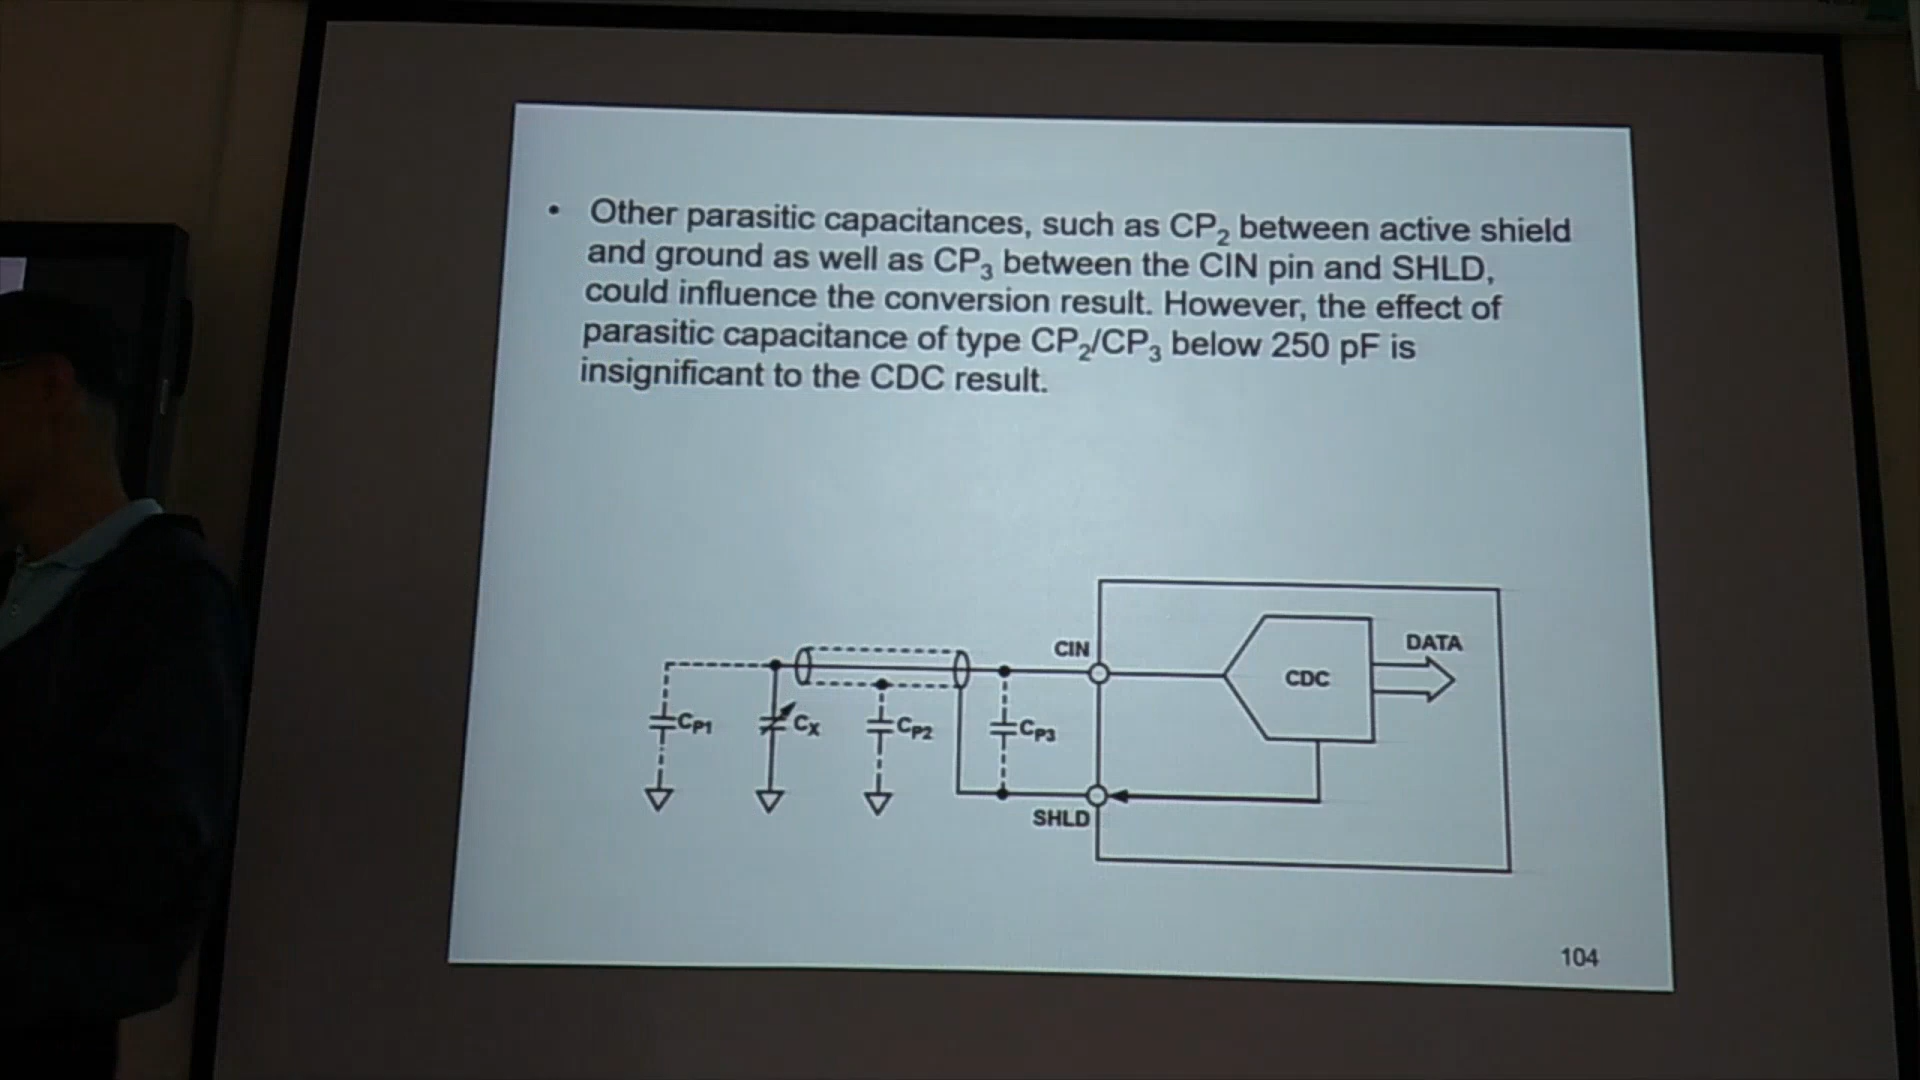 • Other parasitic capacitances, such as CP₂ between active shield
and ground as well as CP₃ between the CIN pin and SHLD,
could influence the conversion result. However, the effect of
parasitic capacitance of type CP₂/CP₃ below 250 pF is
insignificant to the CDC result.
CIN
DATA
CDC
CP1
CX
CP2
CP3
SHLD
104